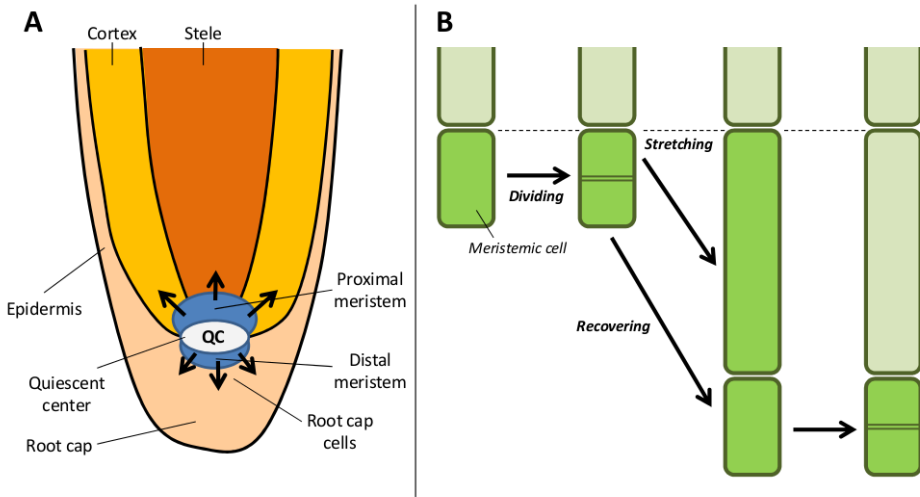 A
Cortex
Stele
Epidermis
Proximal
meristem
QC
Quiescent
center
Distal
meristem
Root cap
Root cap
cells
B
Stretching
Dividing
Meristemic cell
Recovering